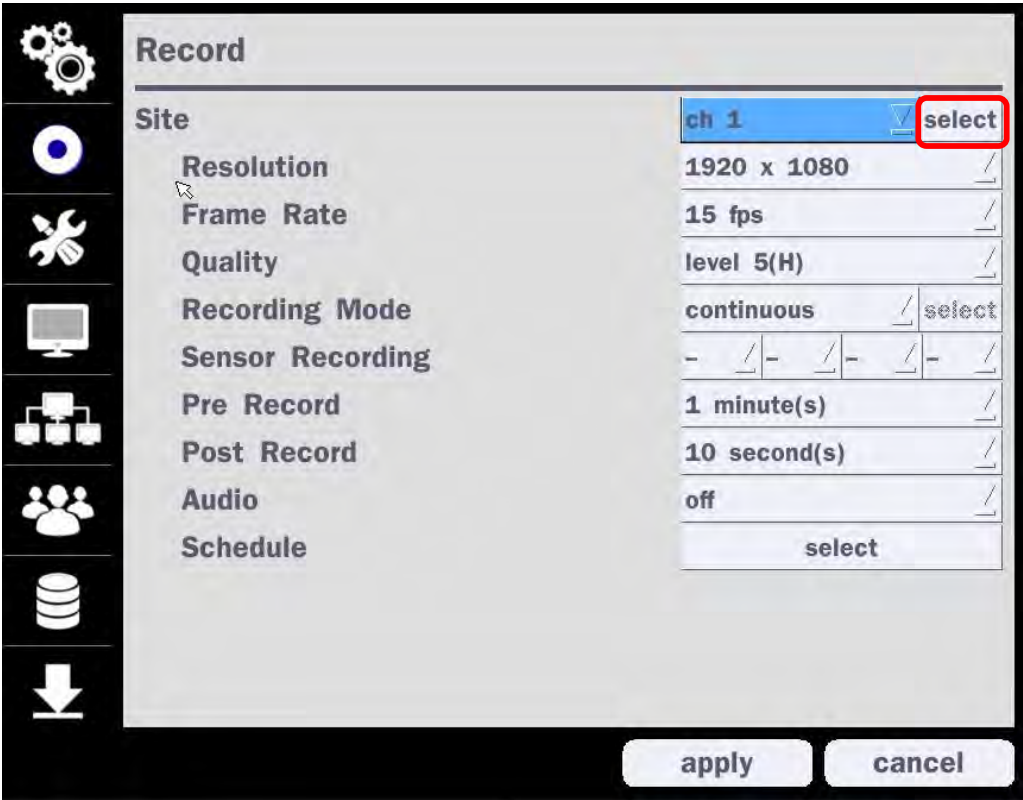 Record
Site ch 1 select
Resolution 1920 x 1080
Frame Rate 15 fps
Quality level 5(H)
Recording Mode continuous select
Sensor Recording - - - -
Pre Record 1 minute(s)
Post Record 10 second(s)
Audio off
Schedule select
apply cancel